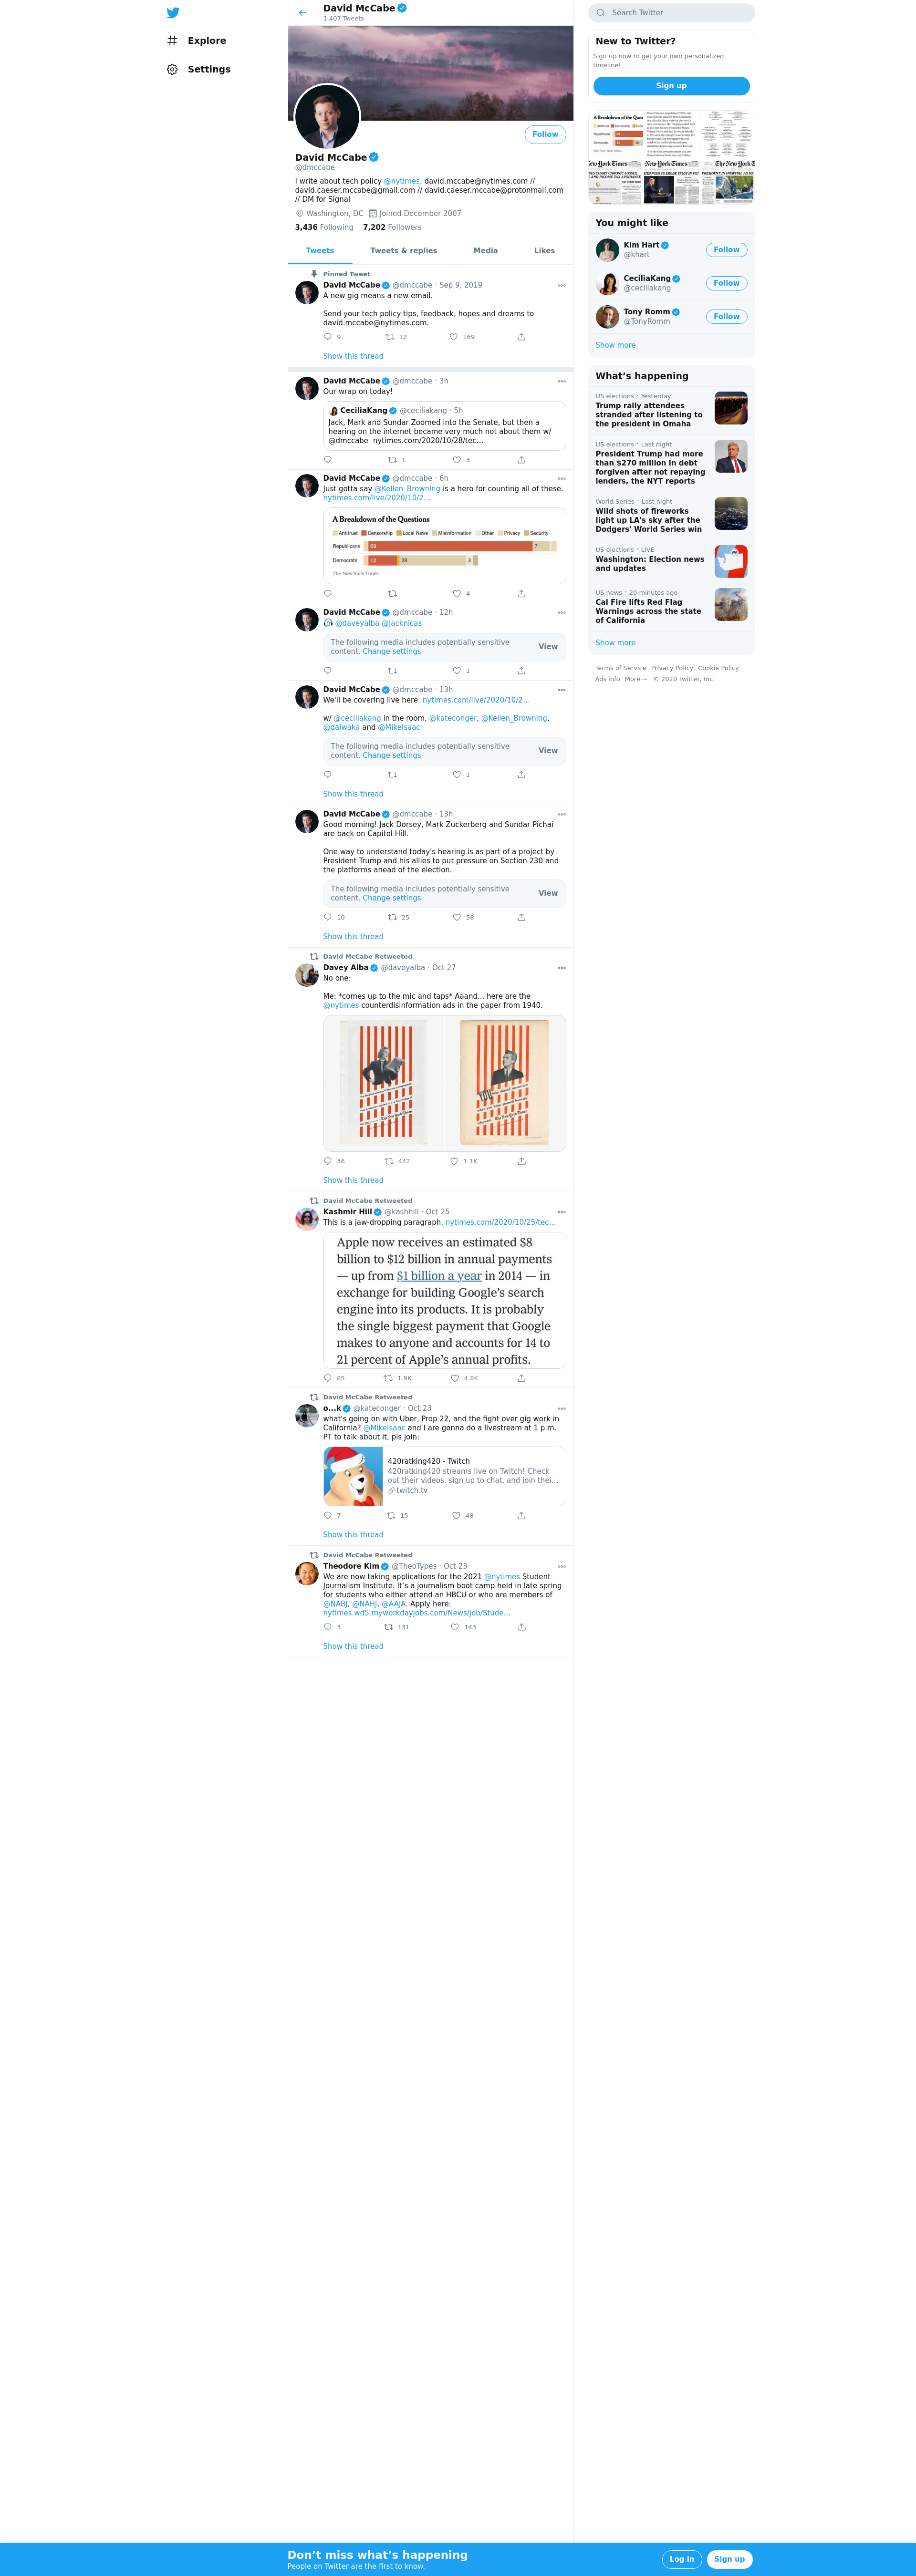 Explore
Settings
David McCabe
1,407 Tweets
Follow
David McCabe
@dmccabe
I write about tech policy @nytimes. david.mccabe@nytimes.com //
david.caeser.mccabe@gmail.com // david.caeser.mccabe@protonmail.com
// DM for Signal
Washington, DC Joined December 2007
3,436 Following 7,202 Followers
Tweets Tweets & replies Media Likes
Pinned Tweet
David McCabe @dmccabe · Sep 9, 2019
A new gig means a new email.
Send your tech policy tips, feedback, hopes and dreams to
david.mccabe@nytimes.com.
9 12 169
Show this thread
David McCabe @dmccabe · 3h
Our wrap on today!
CeciliaKang @ceciliakang · 5h
Jack, Mark and Sundar Zoomed into the Senate, but then a
hearing on the internet became very much not about them w/
@dmccabe nytimes.com/2020/10/28/tec…
1 3
David McCabe @dmccabe · 6h
Just gotta say @Kellen_Browning is a hero for counting all of these.
nytimes.com/live/2020/10/2…
A Breakdown of the Questions
Antitrust Censorship Local News Misinformation Other Privacy Security
Republicans 69 7
Democrats 12 28 3
The New York Times
4
David McCabe @dmccabe · 12h
@daveyalba @jacknicas
The following media includes potentially sensitive
content. Change settings
View
1
David McCabe @dmccabe · 13h
We'll be covering live here. nytimes.com/live/2020/10/2…
w/ @ceciliakang in the room, @kateconger, @Kellen_Browning,
@daiwaka and @MikeIsaac
The following media includes potentially sensitive
content. Change settings
View
1
Show this thread
David McCabe @dmccabe · 13h
Good morning! Jack Dorsey, Mark Zuckerberg and Sundar Pichai
are back on Capitol Hill.
One way to understand today's hearing is as part of a project by
President Trump and his allies to put pressure on Section 230 and
the platforms ahead of the election.
The following media includes potentially sensitive
content. Change settings
View
10 25 58
Show this thread
David McCabe Retweeted
Davey Alba @daveyalba · Oct 27
No one:
Me: *comes up to the mic and taps* Aaand... here are the
@nytimes counterdisinformation ads in the paper from 1940.
YOU
The New York Times
The New York Times
36 442 1.1K
Show this thread
David McCabe Retweeted
Kashmir Hill @kashhill · Oct 25
This is a jaw-dropping paragraph. nytimes.com/2020/10/25/tec…
Apple now receives an estimated $8
billion to $12 billion in annual payments
— up from $1 billion a year in 2014 — in
exchange for building Google's search
engine into its products. It is probably
the single biggest payment that Google
makes to anyone and accounts for 14 to
21 percent of Apple's annual profits.
85 1.9K 4.8K
David McCabe Retweeted
o...k @kateconger · Oct 23
what's going on with Uber, Prop 22, and the fight over gig work in
California? @MikeIsaac and I are gonna do a livestream at 1 p.m.
PT to talk about it, pls join:
420ratking420 - Twitch
420ratking420 streams live on Twitch! Check
out their videos, sign up to chat, and join thei...
twitch.tv
7 15 48
Show this thread
David McCabe Retweeted
Theodore Kim @TheoTypes · Oct 23
We are now taking applications for the 2021 @nytimes Student
Journalism Institute. It's a journalism boot camp held in late spring
for students who either attend an HBCU or who are members of
@NABJ, @NAHJ, @AAJA. Apply here:
nytimes.wd5.myworkdayjobs.com/News/job/Stude…
3 131 143
Show this thread
Search Twitter
New to Twitter?
Sign up now to get your own personalized
timeline!
Sign up
You might like
Kim Hart
@khart
Follow
CeciliaKang
@ceciliakang
Follow
Tony Romm
@TonyRomm
Follow
Show more
What's happening
US elections · Yesterday
Trump rally attendees
stranded after listening to
the president in Omaha
US elections · Last night
President Trump had more
than $270 million in debt
forgiven after not repaying
lenders, the NYT reports
World Series · Last night
Wild shots of fireworks
light up LA's sky after the
Dodgers' World Series win
US elections · LIVE
Washington: Election news
and updates
US news · 20 minutes ago
Cal Fire lifts Red Flag
Warnings across the state
of California
Show more
Terms of Service Privacy Policy Cookie Policy
Ads info More © 2020 Twitter, Inc.
Don't miss what's happening
People on Twitter are the first to know.
Log in
Sign up